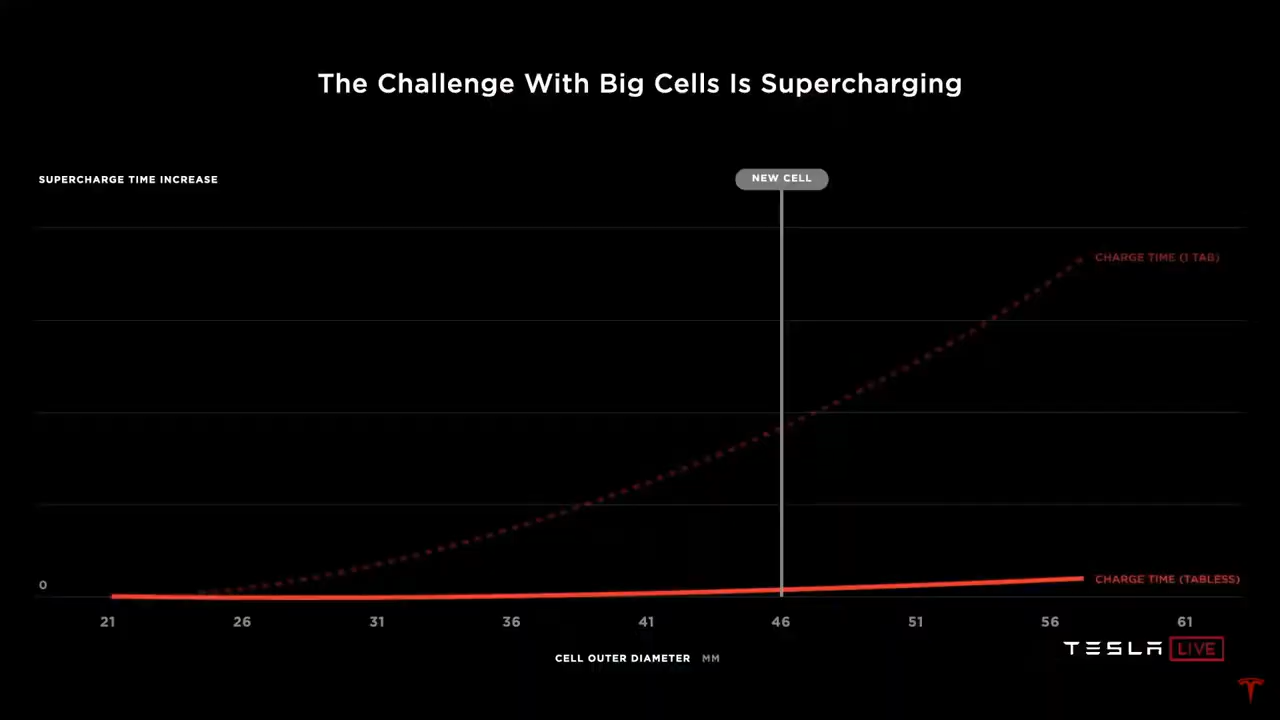 The Challenge With Big Cells Is Supercharging
SUPERCHARGE TIME INCREASE
NEW CELL
CHARGE TIME (1 TAB)
CHARGE TIME (TABLESS)
0
21 26 31 36 41 46 51 56 61
CELL OUTER DIAMETER MM
TESLA LIVE